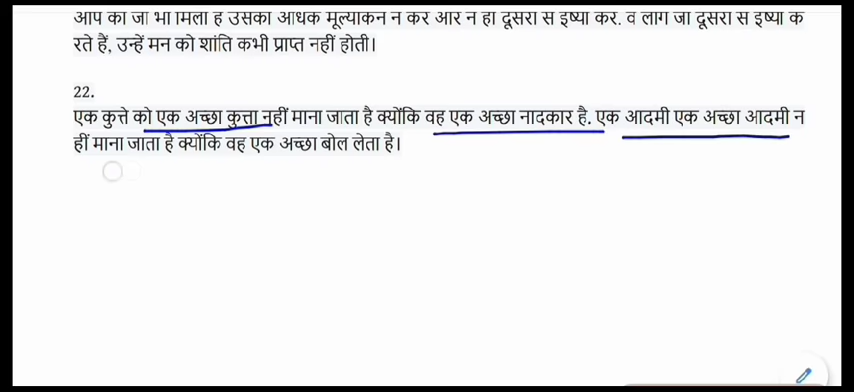 आप को जो भी मिला है उसका अधिक मूल्यांकन न करें और न ही दूसरों से ईर्ष्या करें. वे लोग जो दूसरों से ईर्ष्या क
रते हैं, उन्हें मन को शांति कभी प्राप्त नहीं होती।
22.
एक कुत्ते को एक अच्छा कुत्ता नहीं माना जाता है क्योंकि वह एक अच्छा नादकार है. एक आदमी एक अच्छा आदमी न
हीं माना जाता है क्योंकि वह एक अच्छा बोल लेता है।